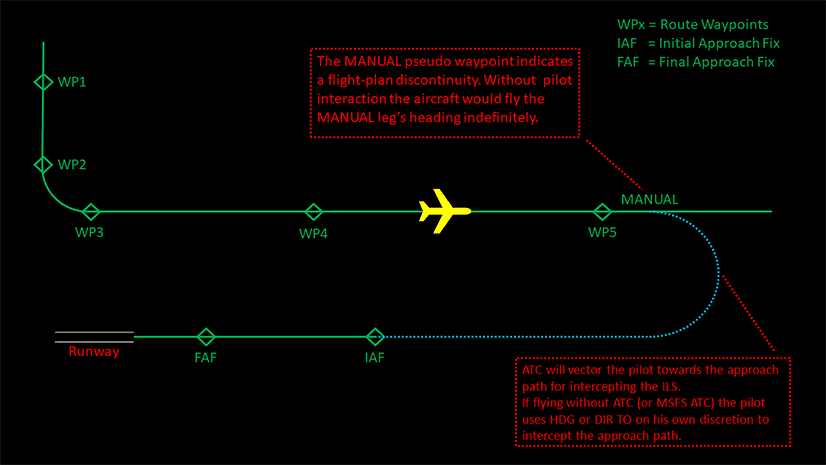 WPx = Route Waypoints
IAF = Initial Approach Fix
FAF = Final Approach Fix
The MANUAL pseudo waypoint indicates
a flight-plan discontinuity. Without pilot
Interaction the aircraft would fly the
MANUAL leg's heading indefinitely.
WP1
WP2
MANUAL
WP3
WP4
WP5
Runway
FAF
IAF
ATC will vector the pilot towards the approach
path for intercepting the ILS.
If flying without ATC (or MSFS ATC) the pilot
uses HDG or DIR TO on his own discretion to
intercept the approach path.